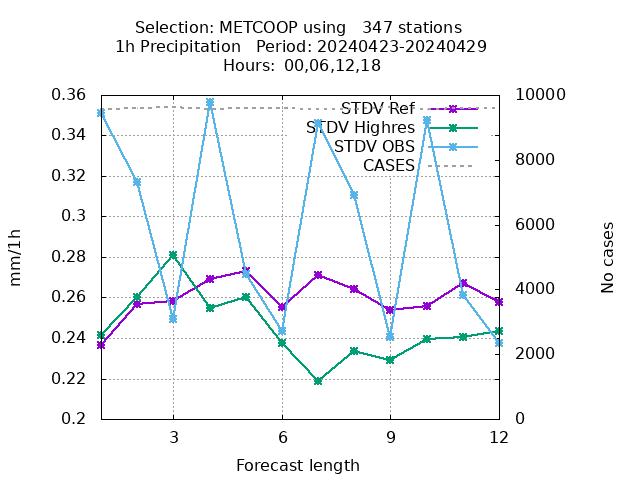 Selection: METCOOP using   347 stations
1h Precipitation   Period: 20240423-20240429
Hours:  00,06,12,18
0.36
0.34
0.32
0.3
0.28
0.26
0.24
0.22
0.2
mm/1h
STDV Ref
STDV Highres
STDV OBS
CASES
10000
8000
6000
4000
2000
0
No cases
3 6 9 12
Forecast length